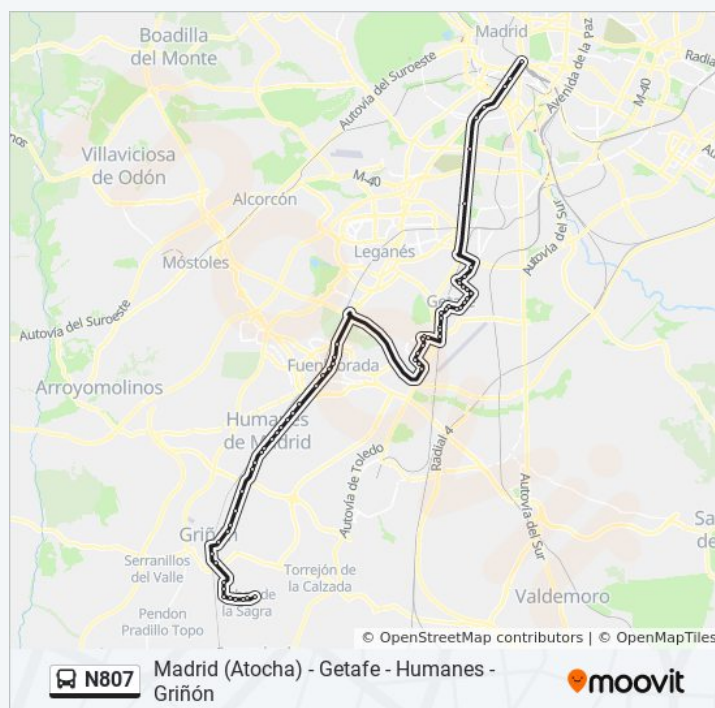 Boadilla
del Monte
Madrid
Avenida de la Paz
Radial
Autovía del Suroeste
M-40
Villaviciosa
de Odón
M-40
Alcorcón
Autovía del Sur
Leganés
Móstoles
Autovía del Suroeste
Fuenlabrada
Arroyomolinos
Humanes
de Madrid
Radial 4
Autovía de Toledo
Autovía del Sur
Griñón
Serranillos
del Valle
Torrejón de
la Calzada
de la Sagra
Valdemoro
Pendon
Pradillo Topo
© OpenStreetMap contributors | © OpenMapTiles
N807
Madrid (Atocha) - Getafe - Humanes -
Griñón
moovit